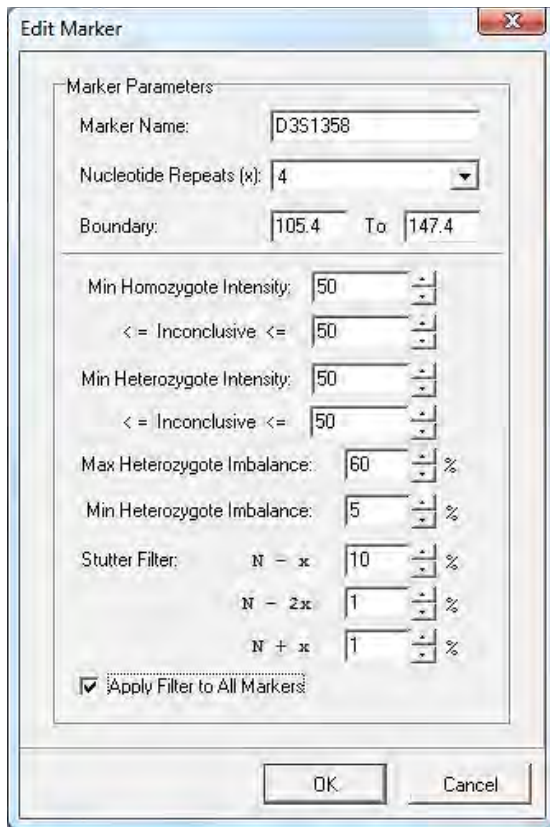 Edit Marker
Marker Parameters
Marker Name: D3S1358
Nucleotide Repeats (x): 4
Boundary: 105.4 To 147.4
Min Homozygote Intensity: 50
< = Inconclusive <= 50
Min Heterozygote Intensity: 50
< = Inconclusive <= 50
Max Heterozygote Imbalance: 60 %
Min Heterozygote Imbalance: 5 %
Stutter Filter: N - x 10 %
N - 2x 1 %
N + x 1 %
Apply Filter to All Markers
OK Cancel